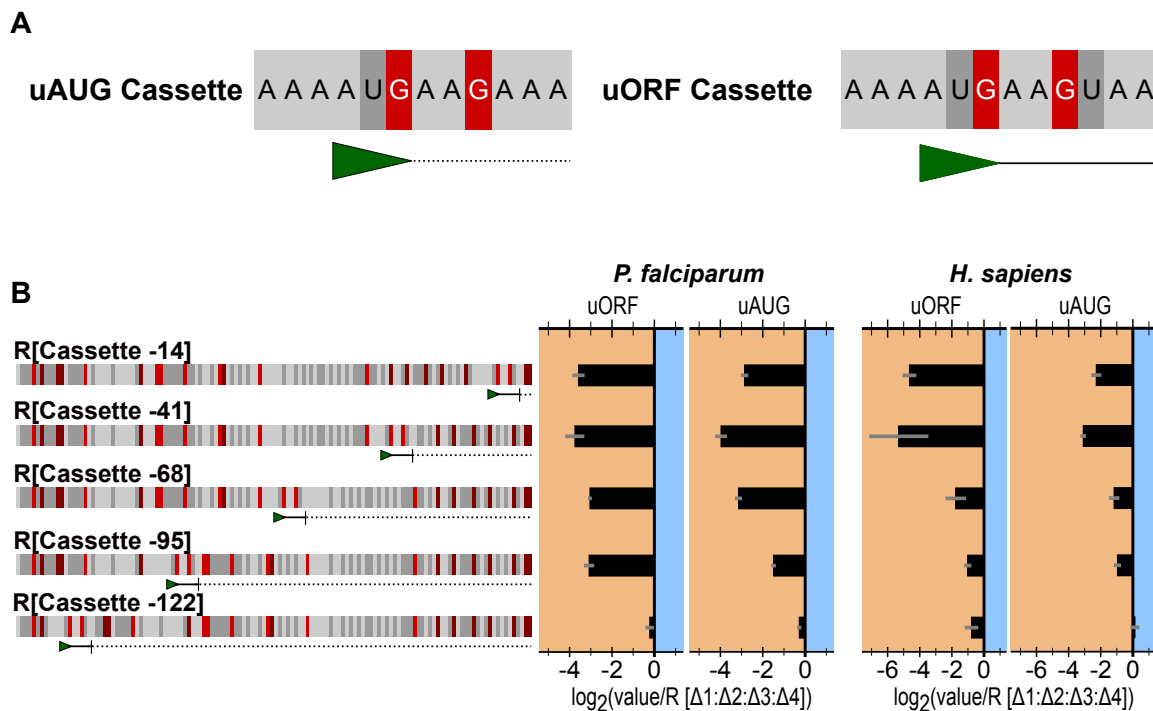 A
uAUG Cassette A A A A U G A A G A A A uORF Cassette A A A A U G A A G U A A
P. falciparum H. sapiens
B
uORF uAUG uORF uAUG
R[Cassette -14]
R[Cassette -41]
R[Cassette -68]
R[Cassette -95]
R[Cassette -122]
-4 -2 0 -4 -2 0 -6 -4 -2 0 -6 -4 -2 0
log2(value/R [Δ1:Δ2:Δ3:Δ4]) log2(value/R [Δ1:Δ2:Δ3:Δ4])